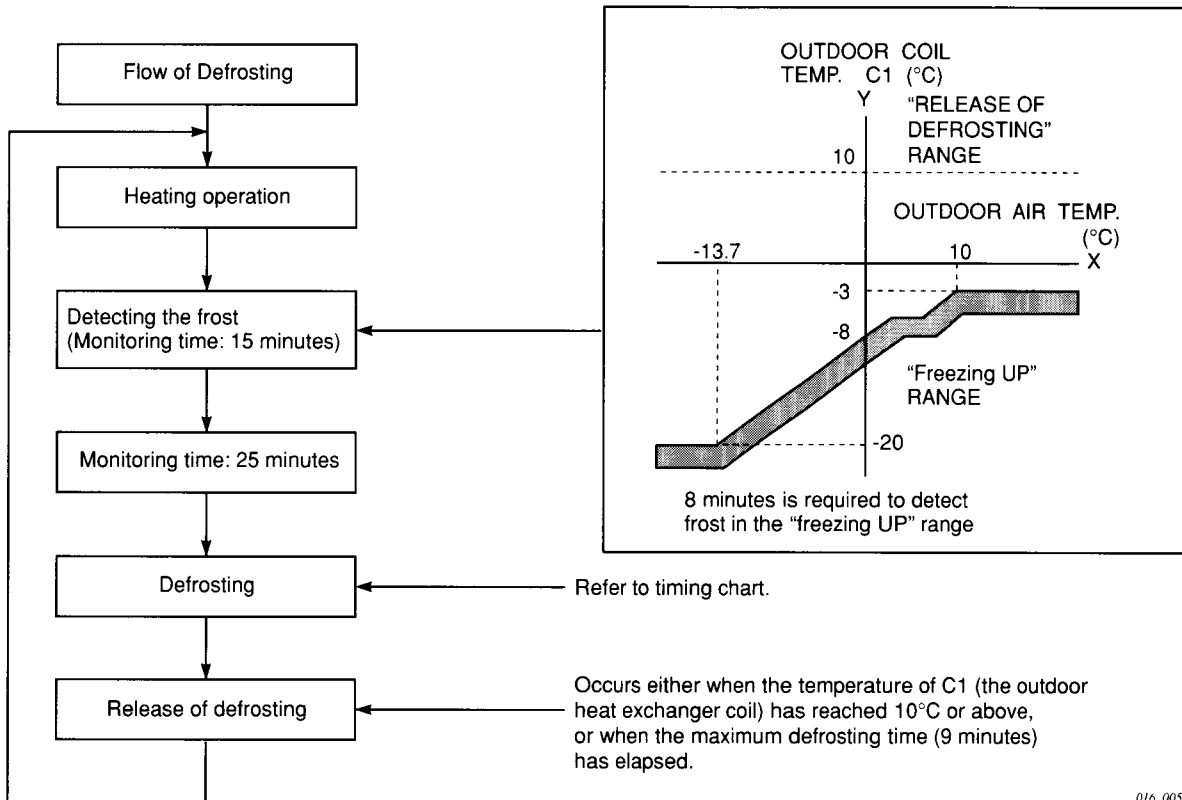 Flow of Defrosting
Heating operation
Detecting the frost
(Monitoring time: 15 minutes)
Monitoring time: 25 minutes
Defrosting
Refer to timing chart.
Release of defrosting
Occurs either when the temperature of C1 (the outdoor
heat exchanger coil) has reached 10°C or above,
or when the maximum defrosting time (9 minutes)
has elapsed.
OUTDOOR COIL
TEMP. C1 (°C)
Y
"RELEASE OF
DEFROSTING"
RANGE
10
OUTDOOR AIR TEMP.
(°C)
X
-13.7
10
-3
-8
"Freezing UP"
RANGE
-20
8 minutes is required to detect
frost in the "freezing UP" range
016_005